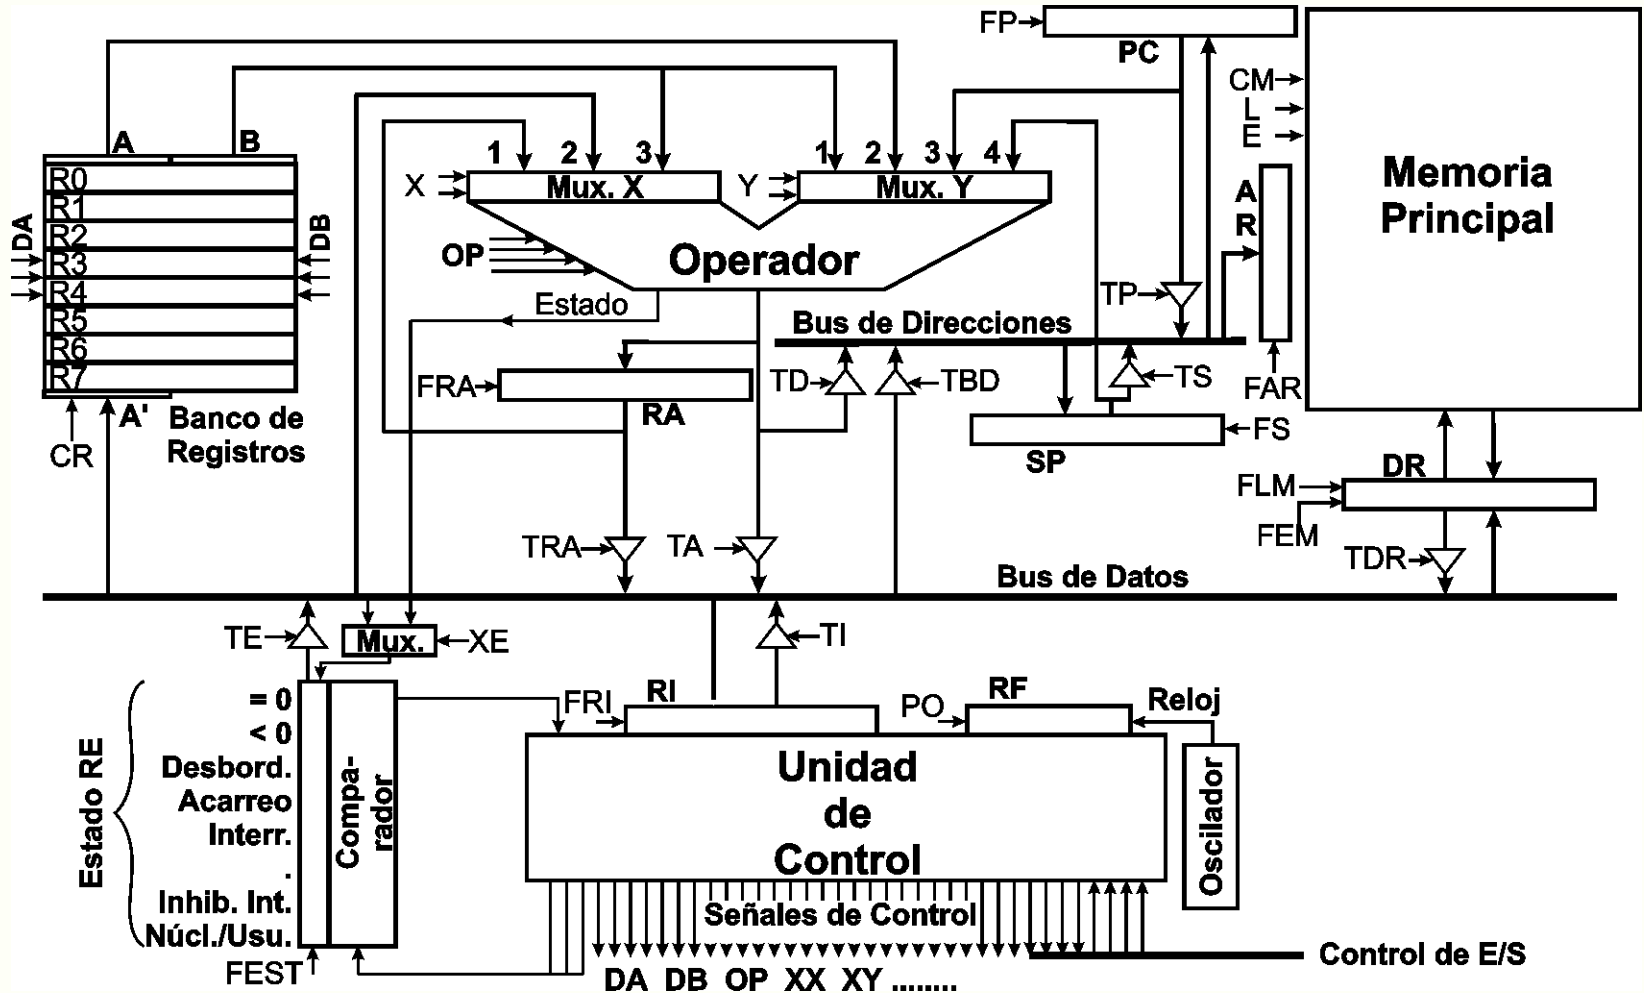 FP
PC
CM
L
E
Memoria
Principal
A
B
1
2
3
1
2
3
4
X
Mux. X
Y
Mux. Y
R0
R1
R2
R3
R4
R5
R6
R7
DA
DB
OP
Operador
A
R
Estado
TP
Bus de Direcciones
FRA
RA
TD
TBD
TS
FAR
A'
Banco de
Registros
CR
SP
FS
DR
FLM
FEM
TRA
TA
TDR
Bus de Datos
TE
Mux.
XE
TI
Estado RE
= 0
< 0
Desbord.
Acarreo
Interr.
.
Inhib. Int.
Núcl./Usu.
Compa-
rador
FEST
FRI
RI
PO
RF
Reloj
Oscilador
Unidad
de
Control
Señales de Control
DA DB OP XX XY ........
Control de E/S